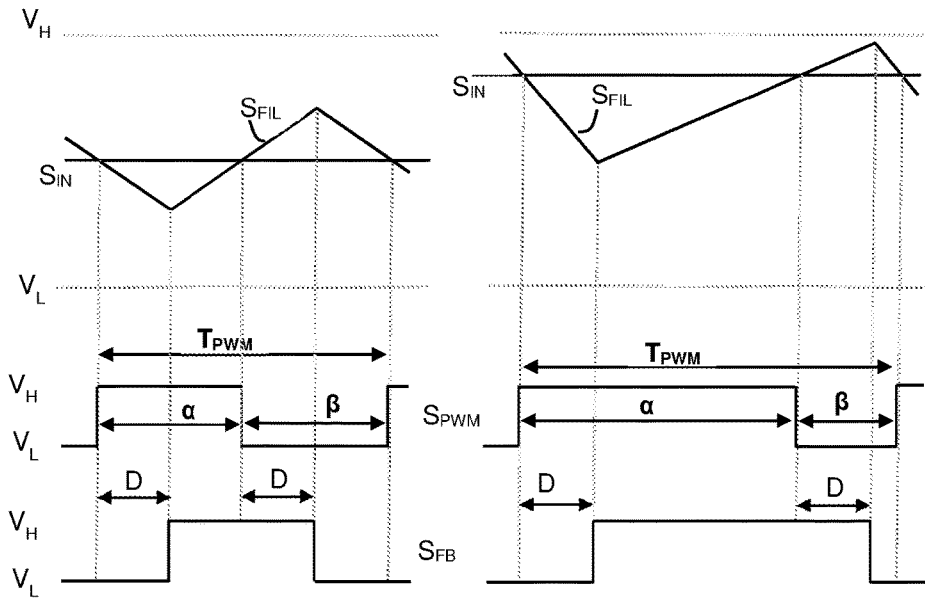 V_H
S_FIL
S_IN
V_L
T_PWM
V_H
α
β
V_L
D
D
V_H
V_L
S_IN
S_FIL
T_PWM
S_PWM
α
β
D
D
S_FB